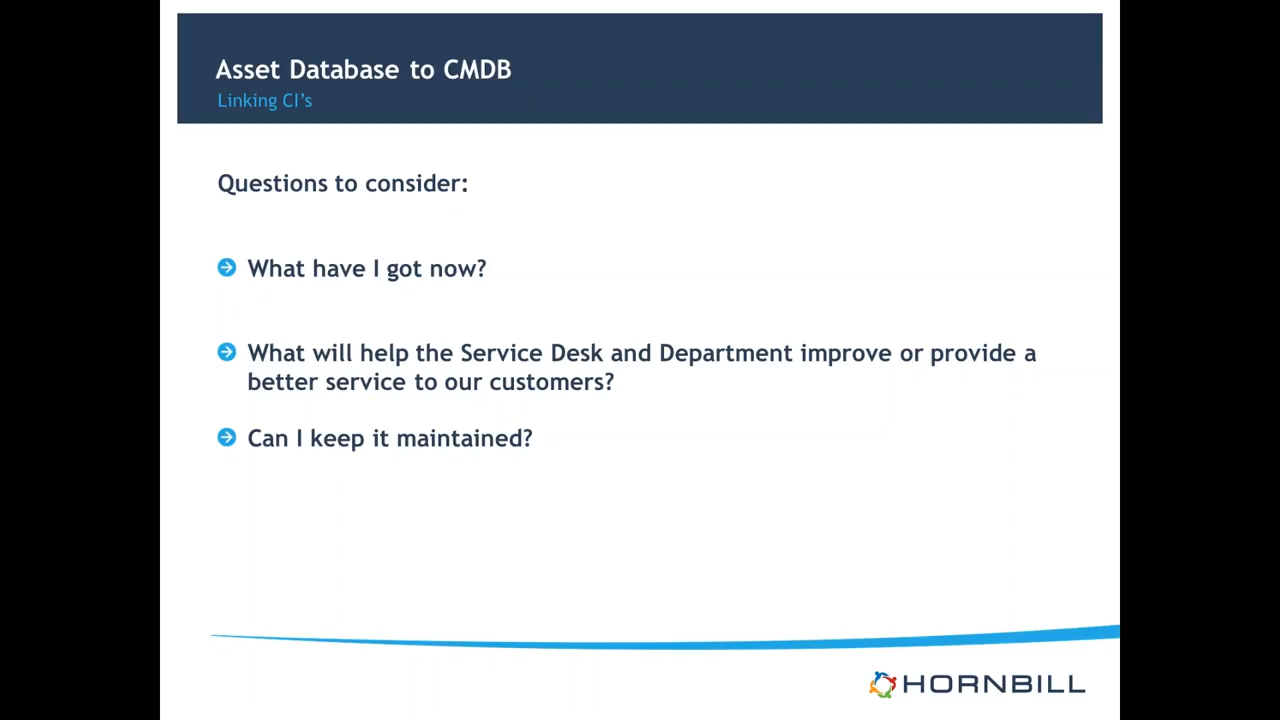 Asset Database to CMDB
Linking CI's
Questions to consider:
What have I got now?
What will help the Service Desk and Department improve or provide a
better service to our customers?
Can I keep it maintained?
HORNBILL